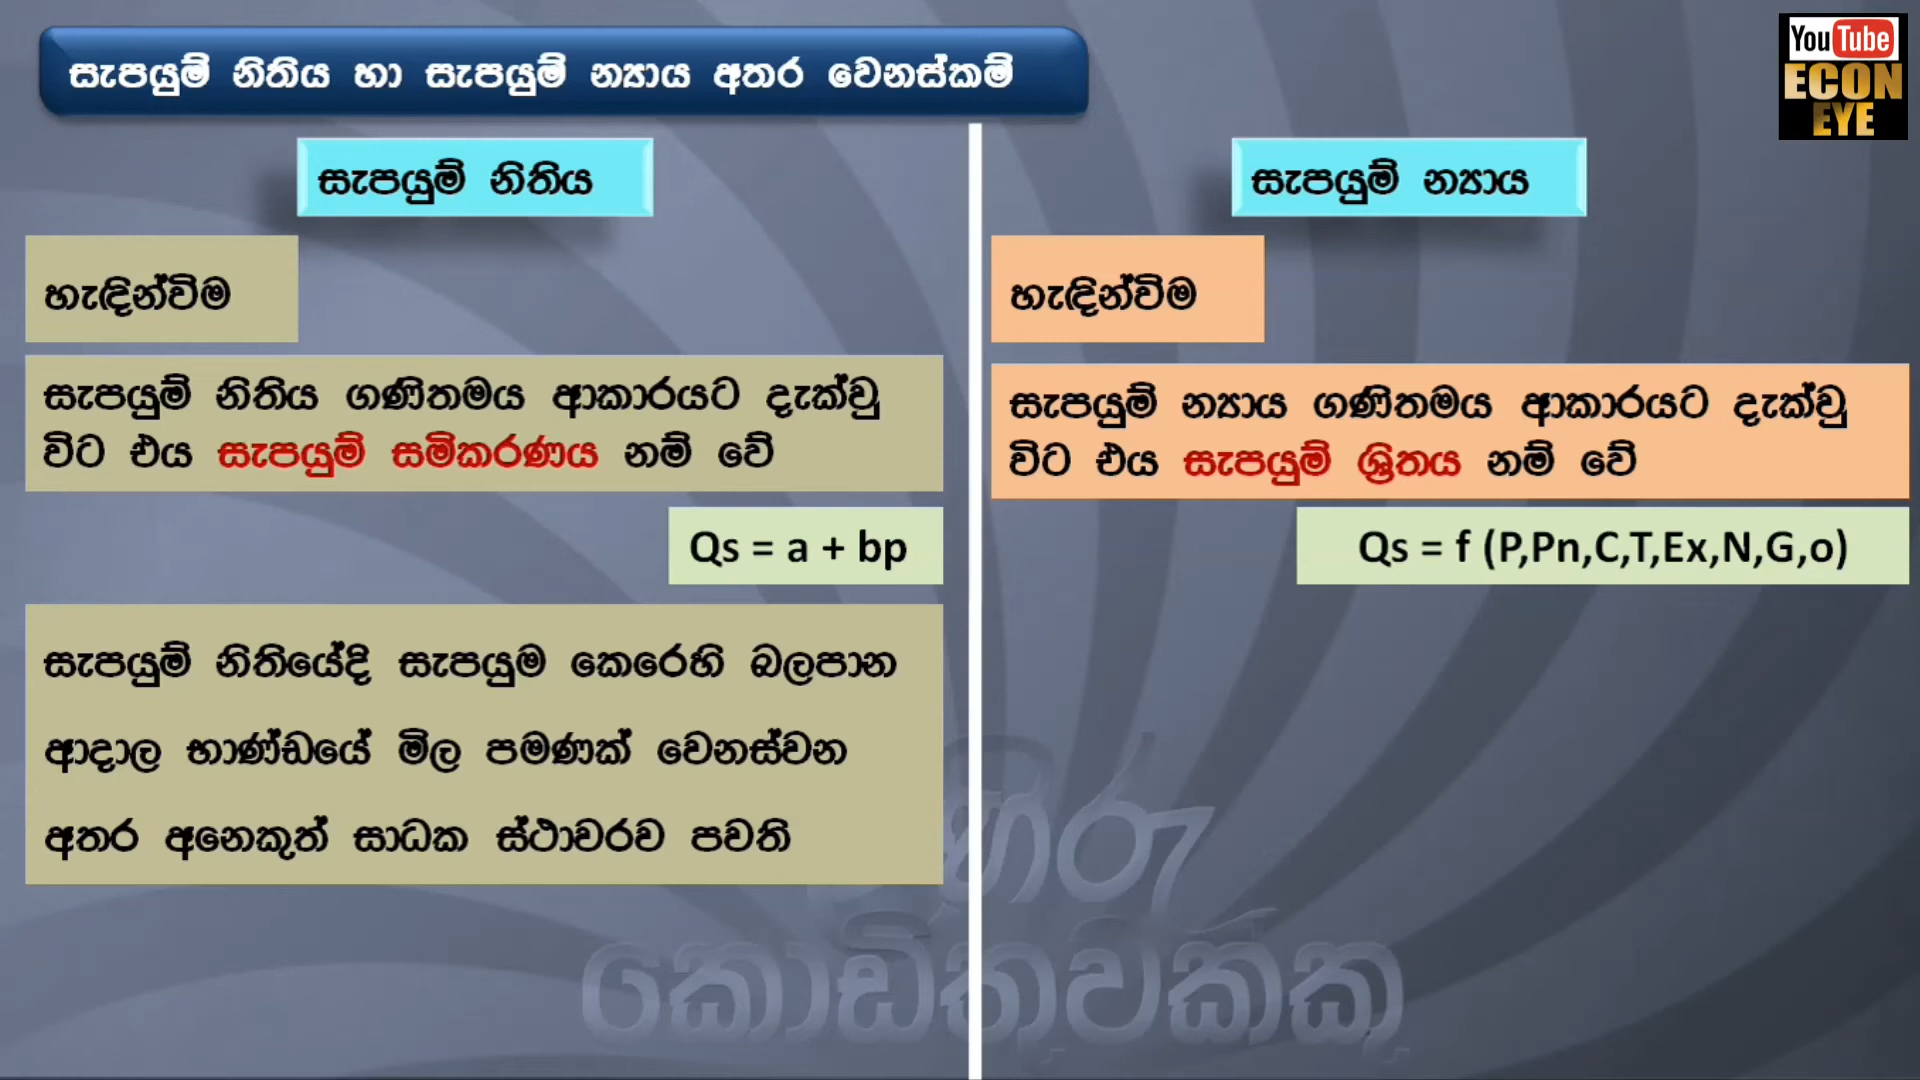 සැපයුම් නීතිය හා සැපයුම් න්‍යාය අතර වෙනස්කම්
YouTube
ECON
EYE
සැපයුම් නීතිය
හැඳින්වීම
සැපයුම් නීතිය ගණිතමය ආකාරයට දැක්වූ
විට එය සැපයුම් සමීකරණය නම් වේ
Qs = a + bp
සැපයුම් නීතියේදී සැපයුම කෙරෙහි බලපාන
ආදාල භාණ්ඩයේ මිල පමණක් වෙනස්වන
අතර අනෙකුත් සාධක ස්ථාවරව පවතී
සැපයුම් න්‍යාය
හැඳින්වීම
සැපයුම් න්‍යාය ගණිතමය ආකාරයට දැක්වූ
විට එය සැපයුම් ශ්‍රිතය නම් වේ
Qs = f (P,Pn,C,T,Ex,N,G,o)